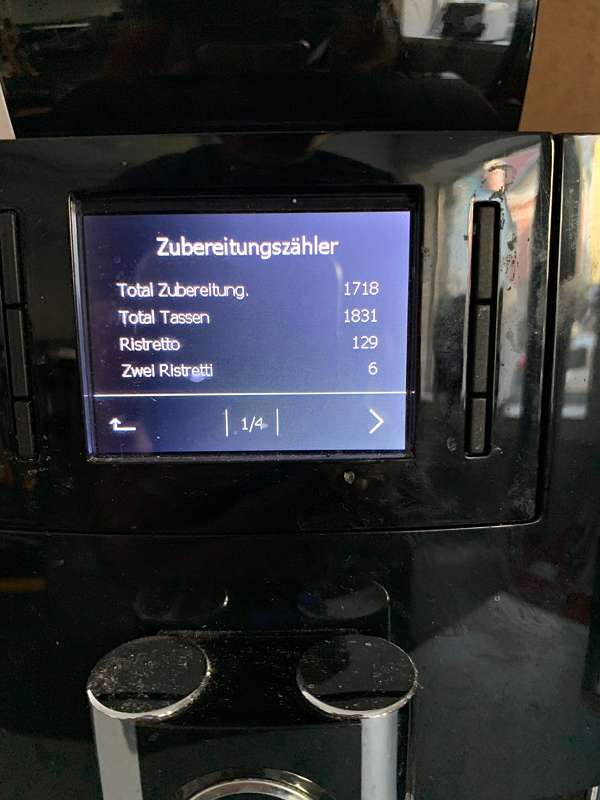 Zubereitungszähler
Total Zubereitung. 1718
Total Tassen 1831
Ristretto 129
Zwei Ristretti 6
1/4